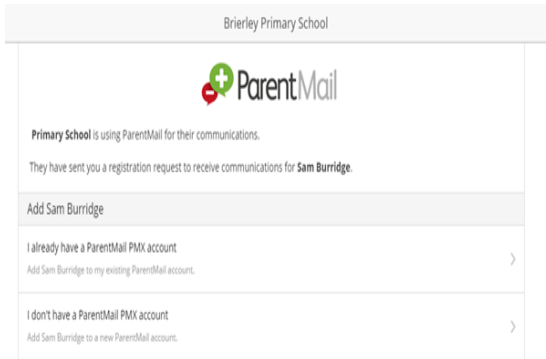 Brierley Primary School
ParentMail
Primary School is using ParentMail for their communications.
They have sent you a registration request to receive communications for Sam Burridge.
Add Sam Burridge
I already have a ParentMail PMX account
Add Sam Burridge to my existing ParentMail account.
I don't have a ParentMail PMX account
Add Sam Burridge to a new ParentMail account.